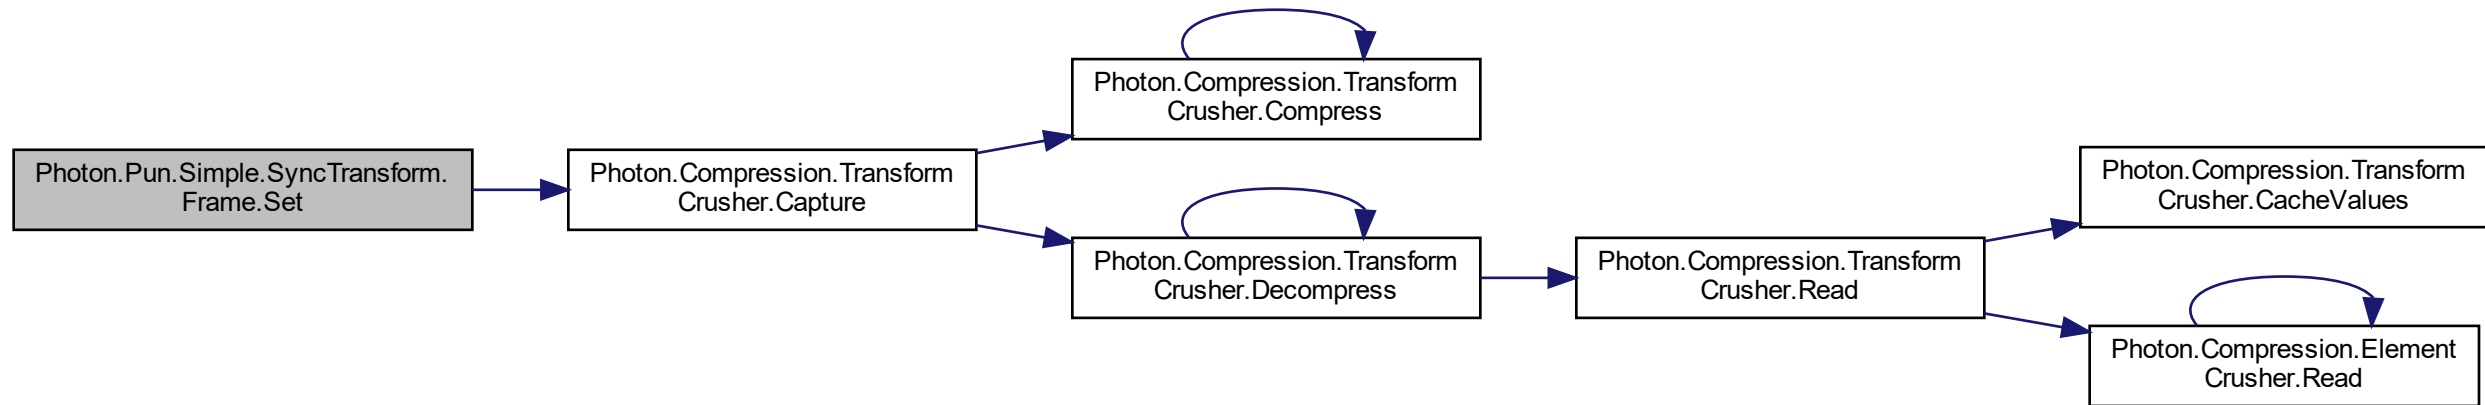 Photon.Pun.Simple.SyncTransform.
Frame.Set
Photon.Compression.Transform
Crusher.Capture
Photon.Compression.Transform
Crusher.Compress
Photon.Compression.Transform
Crusher.Decompress
Photon.Compression.Transform
Crusher.Read
Photon.Compression.Transform
Crusher.CacheValues
Photon.Compression.Element
Crusher.Read